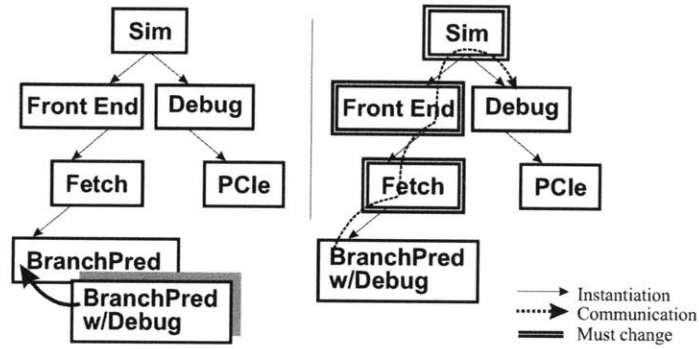 Sim
Front End
Debug
Fetch
PCIe
BranchPred
BranchPred
w/Debug
Sim
Front End
Debug
Fetch
PCIe
BranchPred
w/Debug
Instantiation
Communication
Must change